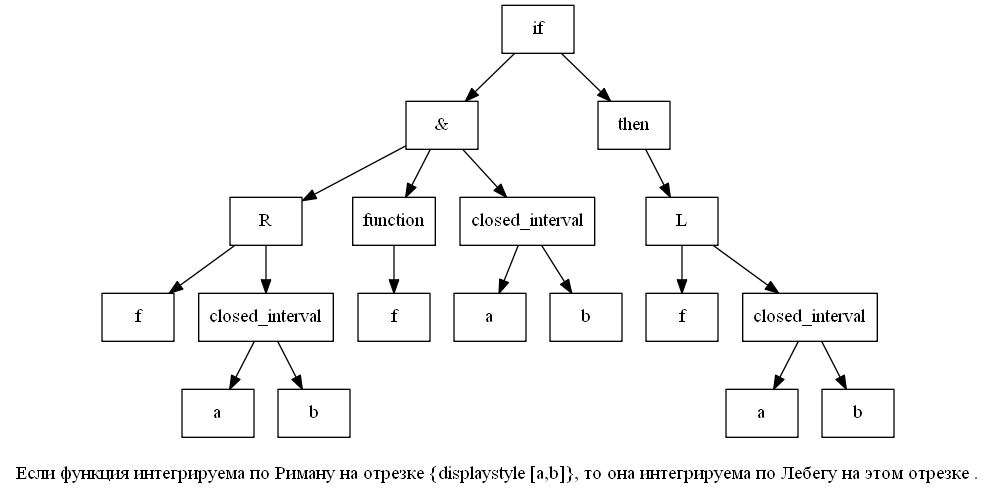 if
& then
R function closed_interval L
f closed_interval f a b f closed_interval
a b a b
Если функция интегрируема по Риману на отрезке {displaystyle [a,b]}, то она интегрируема по Лебегу на этом отрезке .